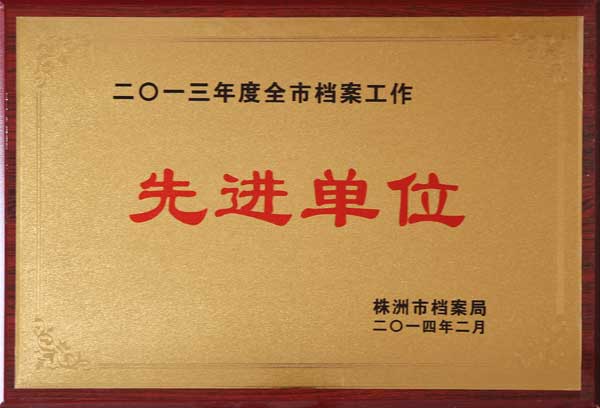 二〇一三年度全市档案工作
先进单位
株洲市档案局
二〇一四年二月